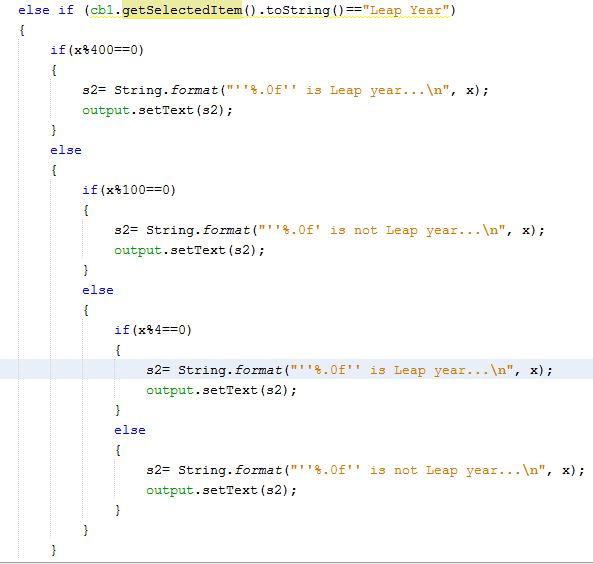 else if (cb1.getSelectedItem().toString()=="Leap Year")
{
if(x%400==0)
{
s2= String.format("''%.0f'' is Leap year...\n", x);
output.setText(s2);
}
else
{
if(x%100==0)
{
s2= String.format("''%.0f' is not Leap year...\n", x);
output.setText(s2);
}
else
{
if(x%4==0)
{
s2= String.format("''%.0f'' is Leap year...\n", x);
output.setText(s2);
}
else
{
s2= String.format("''%.0f'' is not Leap year...\n", x);
output.setText(s2);
}
}
}